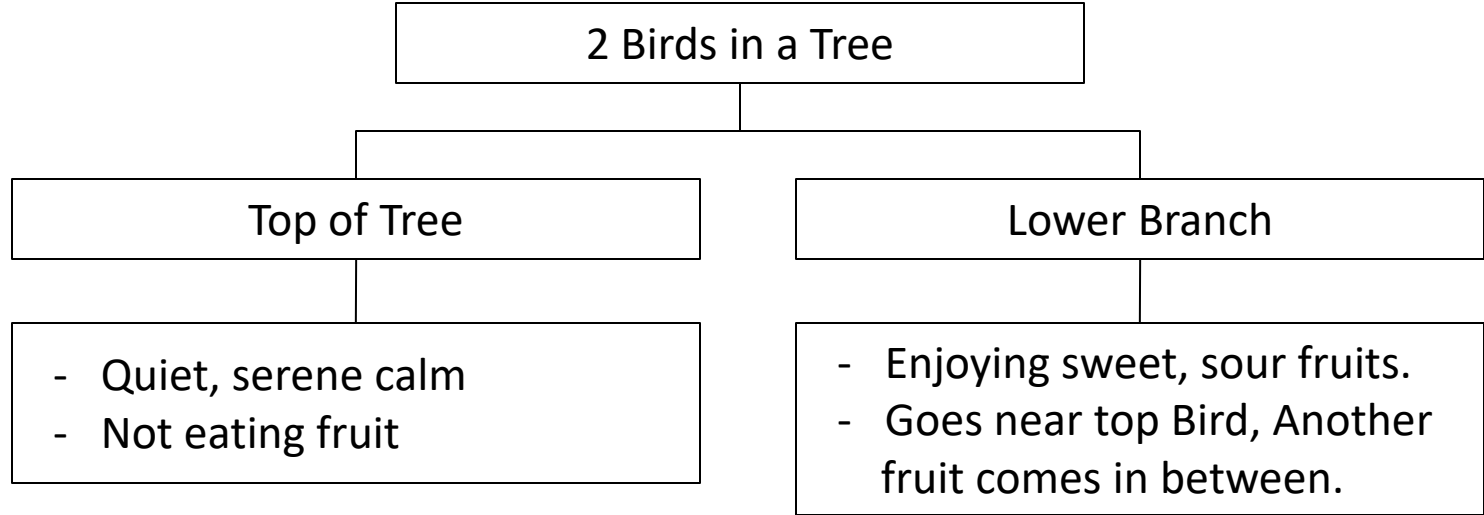 2 Birds in a Tree
Top of Tree
Lower Branch
- Quiet, serene calm
- Not eating fruit
- Enjoying sweet, sour fruits.
- Goes near top Bird, Another
fruit comes in between.